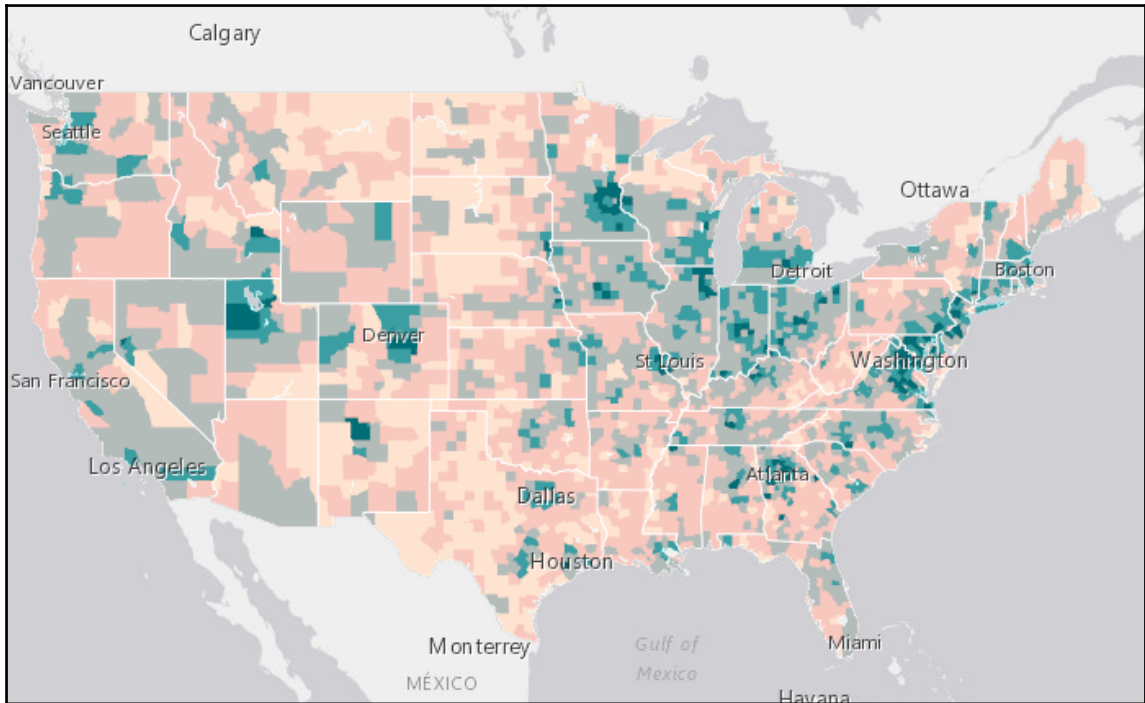 Calgary
Vancouver
Seattle
Ottawa
Detroit
Boston
Denver
St Louis
Washington
San Francisco
Los Angeles
Atlanta
Dallas
Houston
Monterrey
Gulf of
Mexico
Miami
MÉXICO
Havana